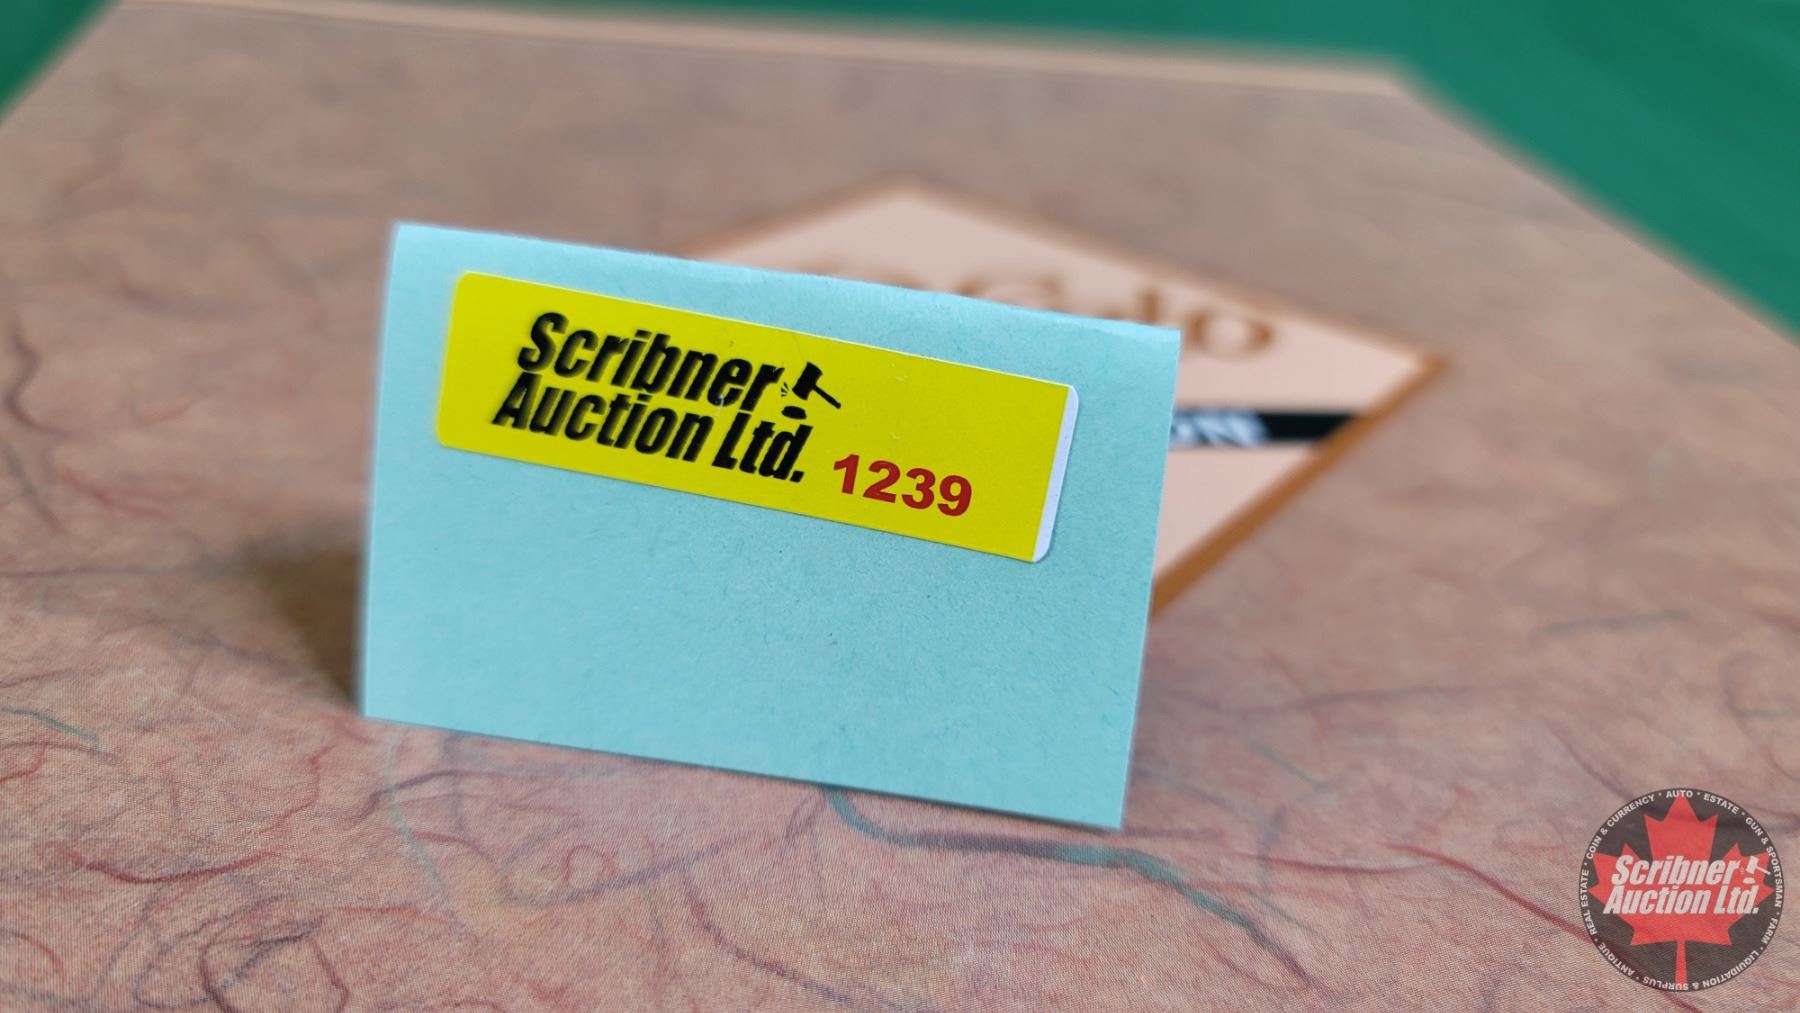 Scribner
Auction Ltd.
1239
COIN & CURRENCY • AUTO • ESTATE • GUN & SPORTSMAN • FARM • LIQUIDATION & SURPLUS • ANTIQUE • REAL ESTATE •
Scribner
Auction Ltd.